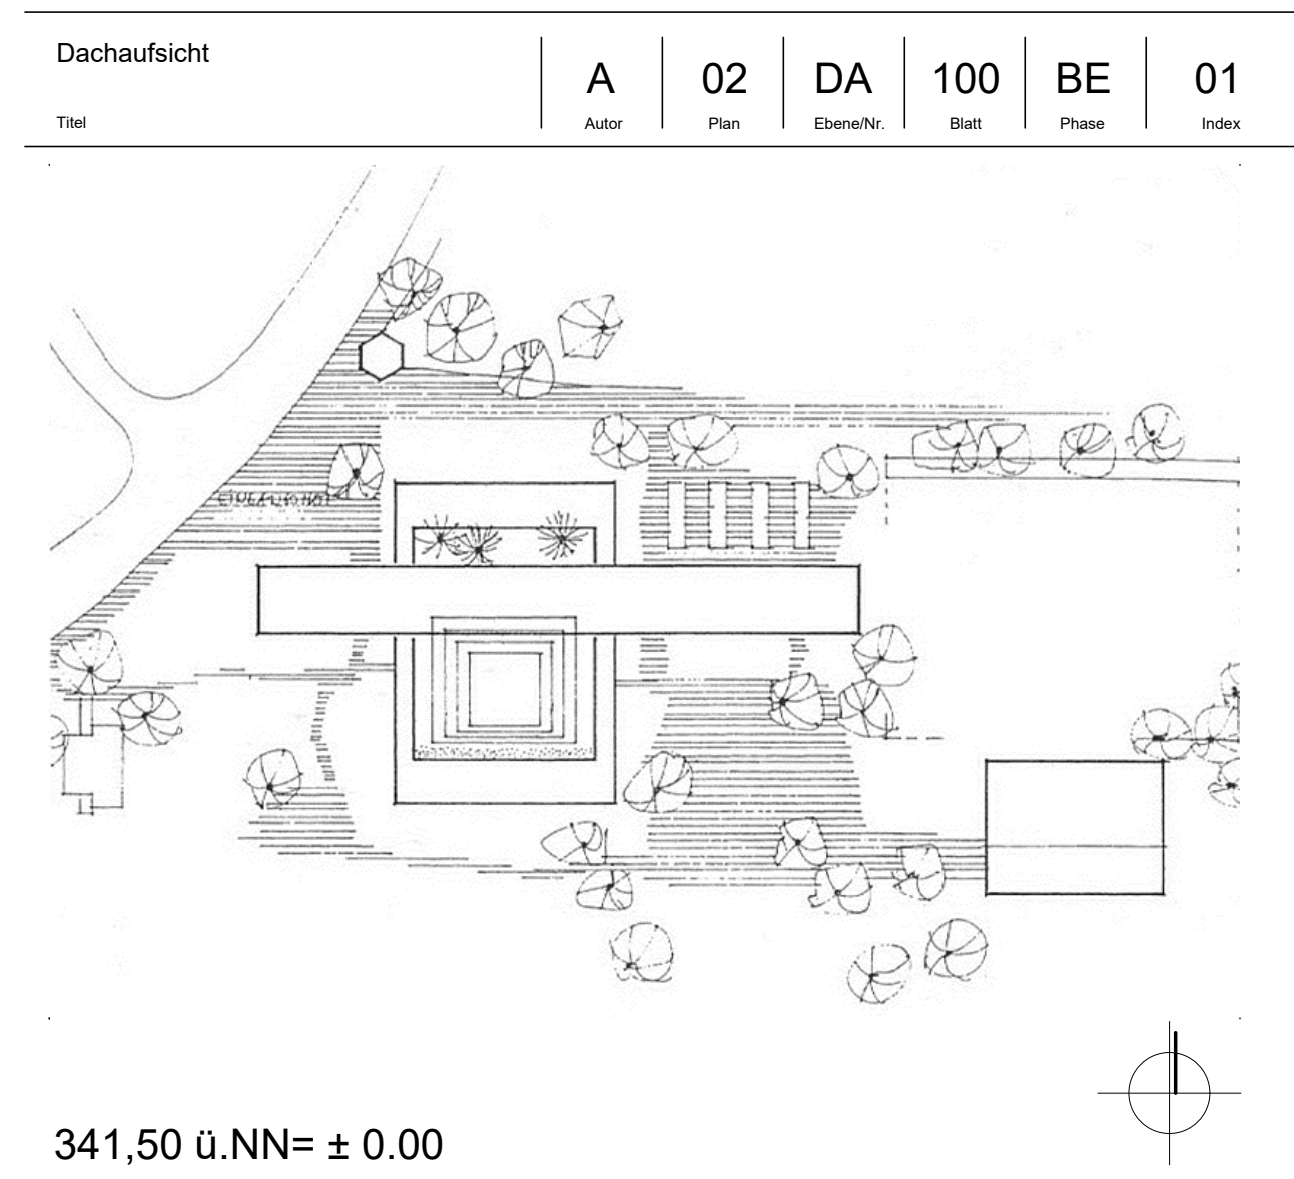 Dachaufsicht
A 02 DA 100 BE 01
Titel Autor Plan Ebene/Nr. Blatt Phase Index
341,50 ü.NN= ± 0.00